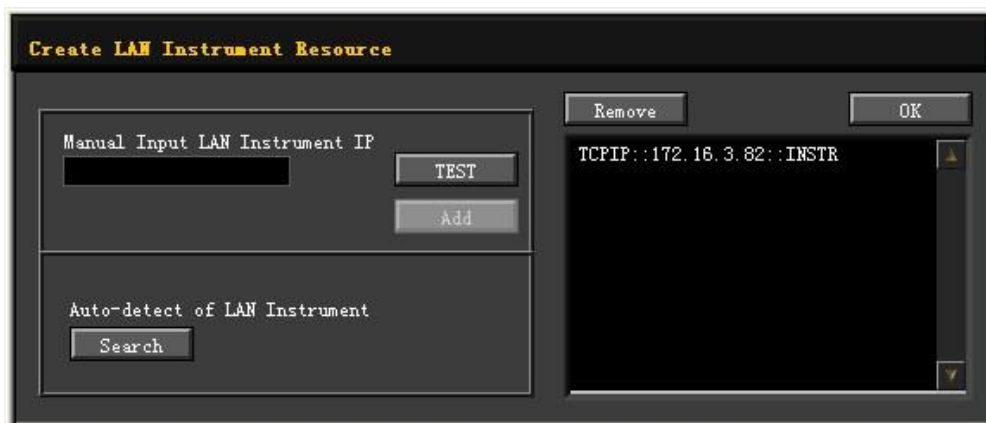 Create LAN Instrument Resource
Manual Input LAN Instrument IP
TEST
Add
Auto-detect of LAN Instrument
Search
Remove
OK
TCPIP::172.16.3.82::INSTR